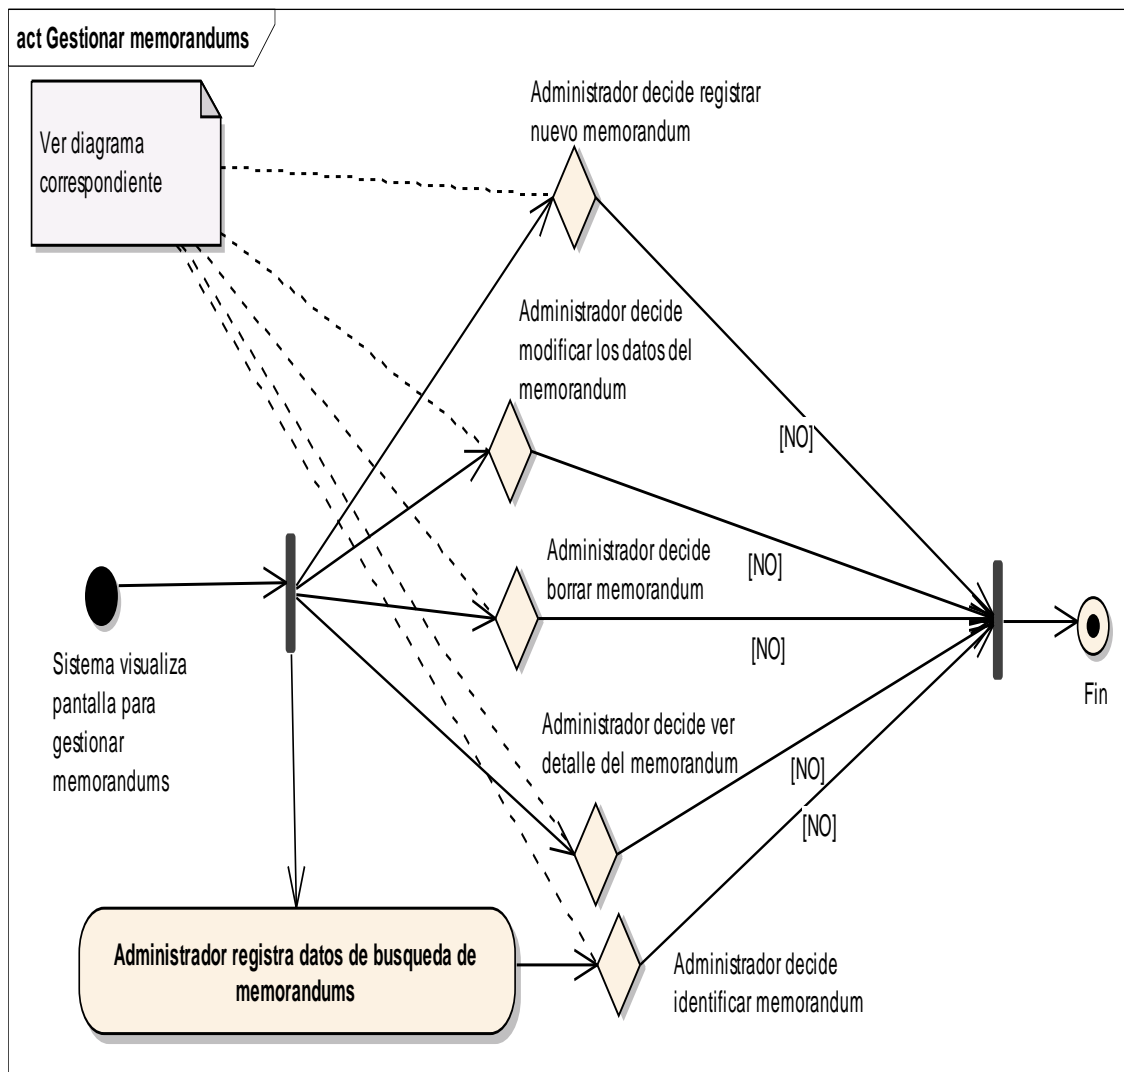 act Gestionar memorandums
Administrador decide registrar
nuevo memorandum
Ver diagrama
correspondiente
Administrador decide
modificar los datos del
memorandum
[NO]
Administrador decide
borrar memorandum
[NO]
[NO]
Sistema visualiza
pantalla para
gestionar
memorandums
Fin
Administrador decide ver
detalle del memorandum
[NO]
[NO]
Administrador registra datos de busqueda de
memorandums
Administrador decide
identificar memorandum